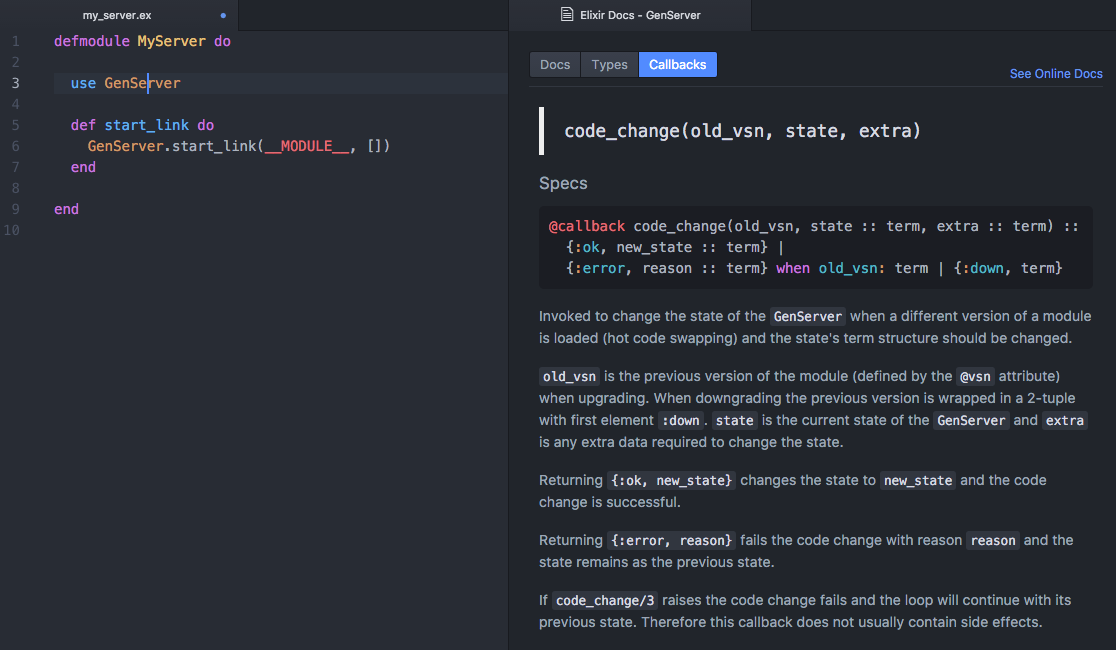 my_server.ex
1 defmodule MyServer do
2
3 use GenServer
4
5 def start_link do
6 GenServer.start_link(__MODULE__, [])
7 end
8
9 end
10
Elixir Docs - GenServer
Docs Types Callbacks
See Online Docs
code_change(old_vsn, state, extra)
Specs
@callback code_change(old_vsn, state :: term, extra :: term) ::
{:ok, new_state :: term} |
{:error, reason :: term} when old_vsn: term | {:down, term}
Invoked to change the state of the GenServer when a different version of a module
is loaded (hot code swapping) and the state's term structure should be changed.
old_vsn is the previous version of the module (defined by the @vsn attribute)
when upgrading. When downgrading the previous version is wrapped in a 2-tuple
with first element :down. state is the current state of the GenServer and extra
is any extra data required to change the state.
Returning {:ok, new_state} changes the state to new_state and the code
change is successful.
Returning {:error, reason} fails the code change with reason reason and the
state remains as the previous state.
If code_change/3 raises the code change fails and the loop will continue with its
previous state. Therefore this callback does not usually contain side effects.